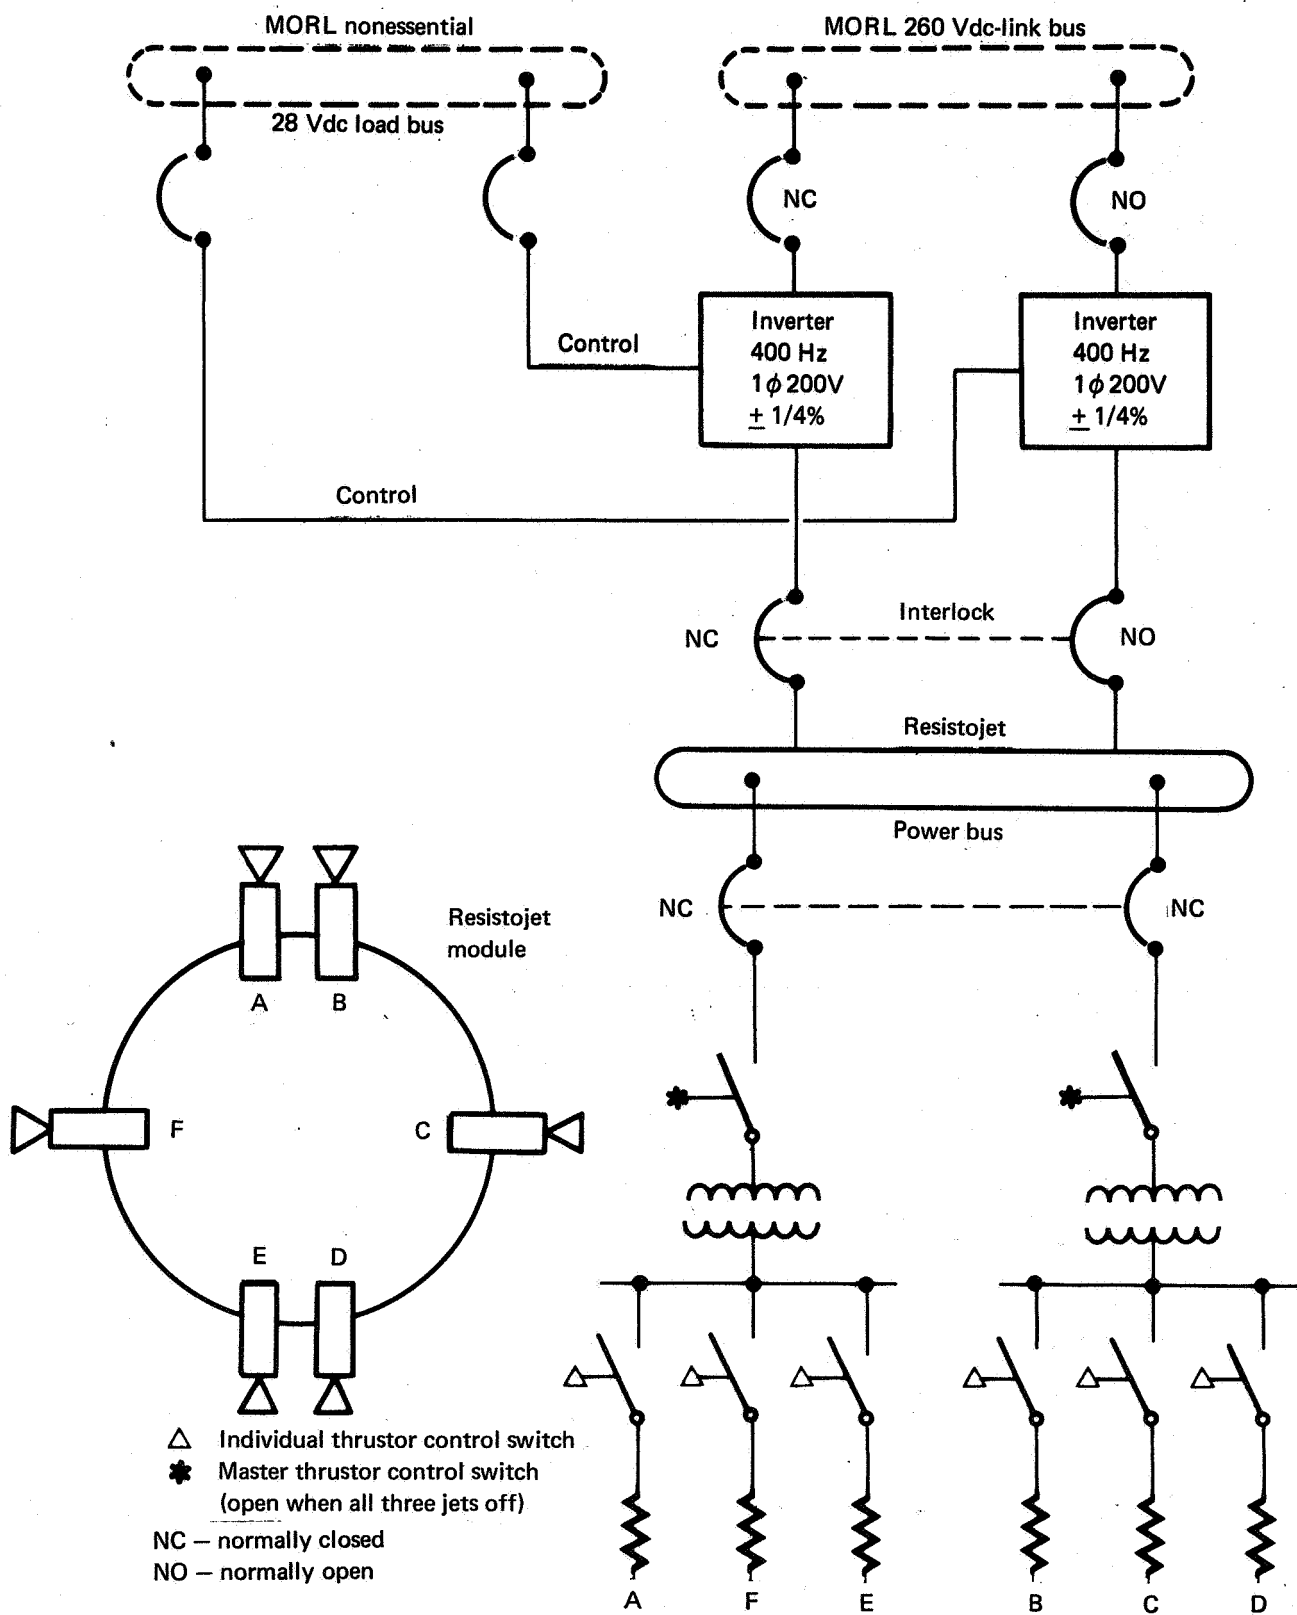 MORL nonessential
MORL 260 Vdc-link bus
28 Vdc load bus
NC
NO
Inverter
400 Hz
1ϕ 200V
± 1/4%
Inverter
400 Hz
1ϕ 200V
± 1/4%
Control
Control
Interlock
NC
NO
Resistojet
Power bus
NC
NC
Resistojet
module
A
B
F
C
E
D
△ Individual thrustor control switch
✱ Master thrustor control switch
(open when all three jets off)
NC – normally closed
NO – normally open
A
F
E
B
C
D